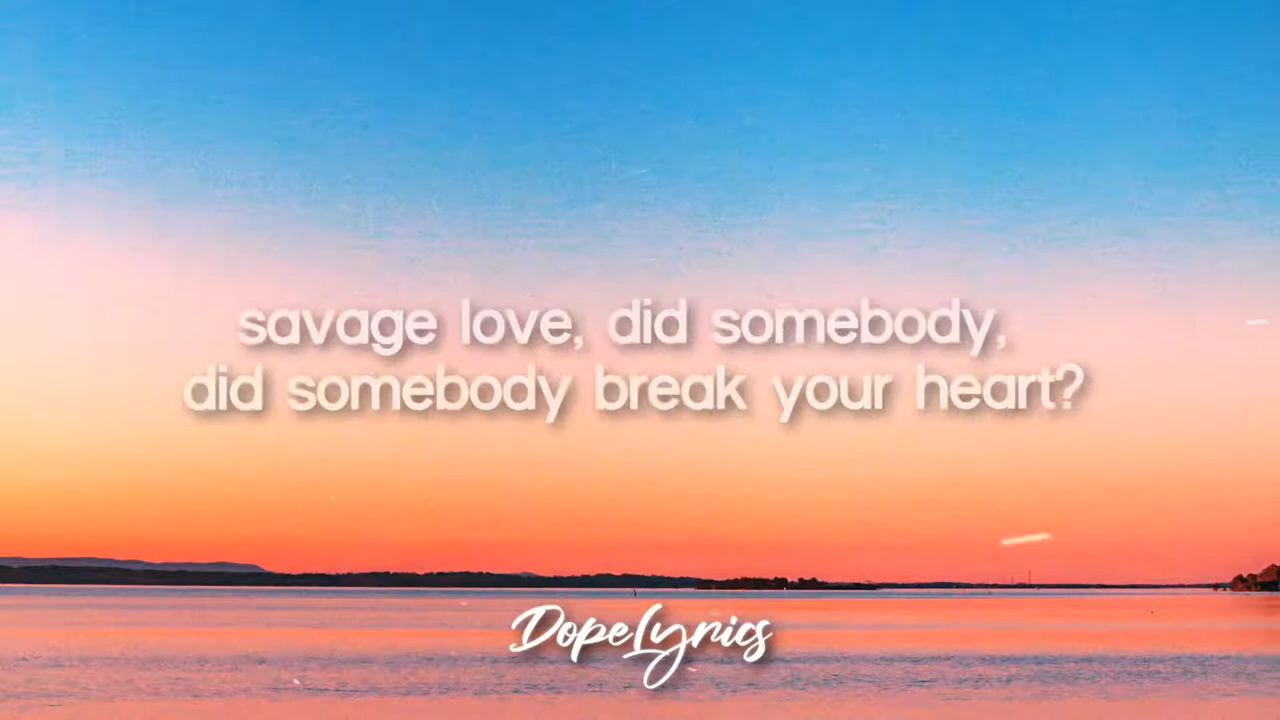 savage love, did somebody,
did somebody break your heart?
DopeLyrics